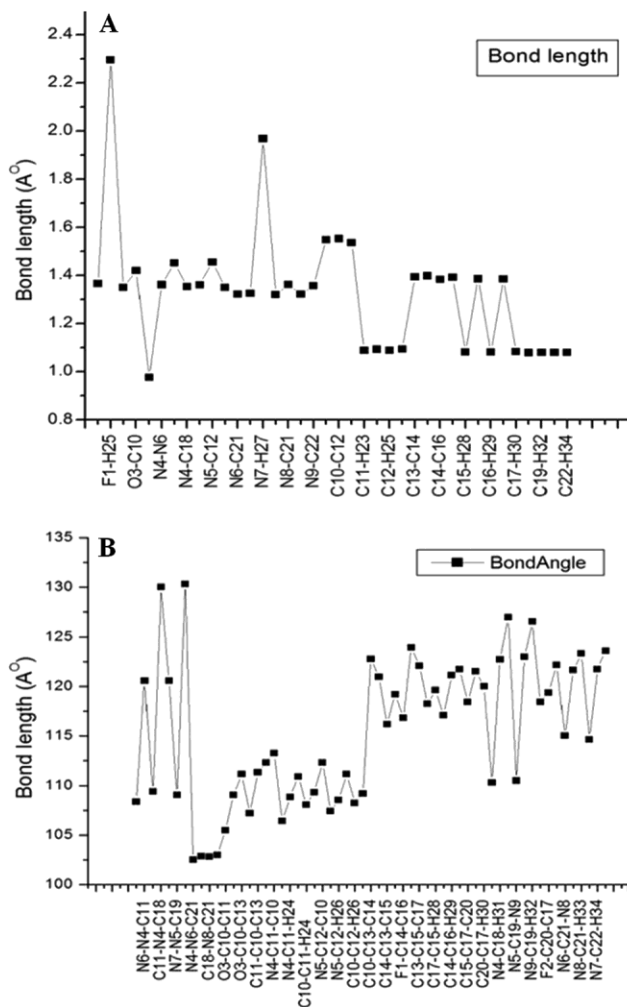 A
Bond length
Bond length (A°)
2.4
2.2
2.0
1.8
1.6
1.4
1.2
1.0
0.8
F1-H25
O3-C10
N4-N6
N4-C18
N5-C12
N6-C21
N7-H27
N8-C21
N9-C22
C10-C12
C11-H23
C12-H25
C13-C14
C14-C16
C15-H28
C16-H29
C17-H30
C19-H32
C22-H34
B
BondAngle
Bond length (A°)
135
130
125
120
115
110
105
100
N6-N4-C11
C11-N4-C18
N7-N5-C19
N4-N6-C21
C18-N8-C21
O3-C10-C11
O3-C10-C13
C11-C10-C13
N4-C11-C10
N4-C11-H24
C10-C11-H24
N5-C12-C10
N5-C12-H26
C10-C12-H26
C10-C13-C14
C14-C13-C15
F1-C14-C16
C13-C15-C17
C17-C15-H28
C14-C16-H29
C15-C17-C20
C20-C17-H30
N4-C18-H31
N5-C19-N9
N9-C19-H32
F2-C20-C17
N6-C21-N8
N8-C21-H33
N7-C22-H34